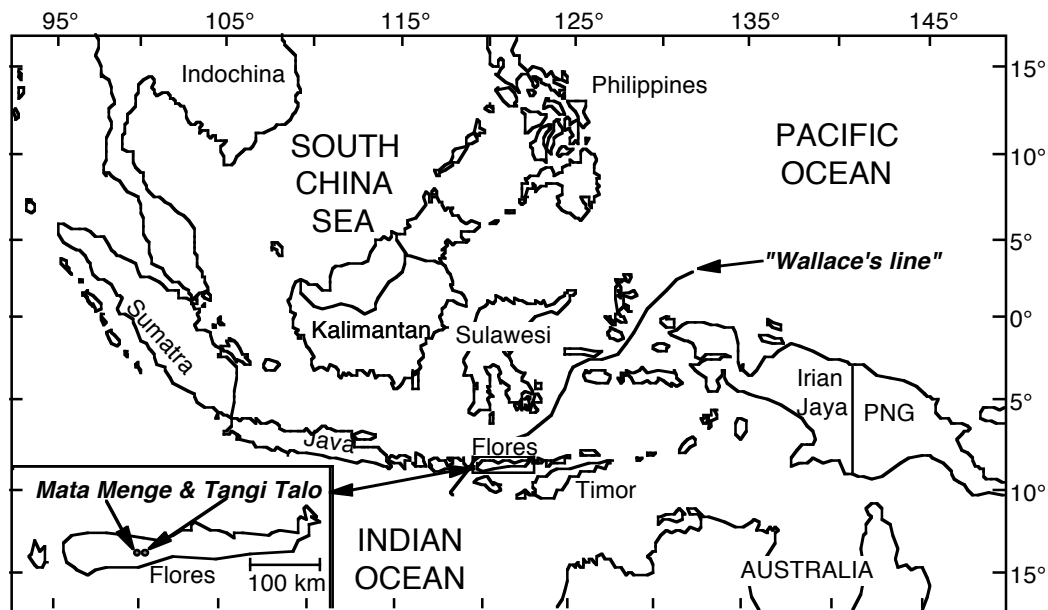 95° 105° 115° 125° 135° 145°
Indochina
Philippines
15°
SOUTH
CHINA
SEA
PACIFIC
OCEAN
10°
5°
"Wallace's line"
Sumatra
Kalimantan
Sulawesi
0°
Irian
Jaya
PNG
5°
Java
Flores
Timor
10°
Mata Menge & Tangi Talo
Flores
100 km
INDIAN
OCEAN
AUSTRALIA
15°